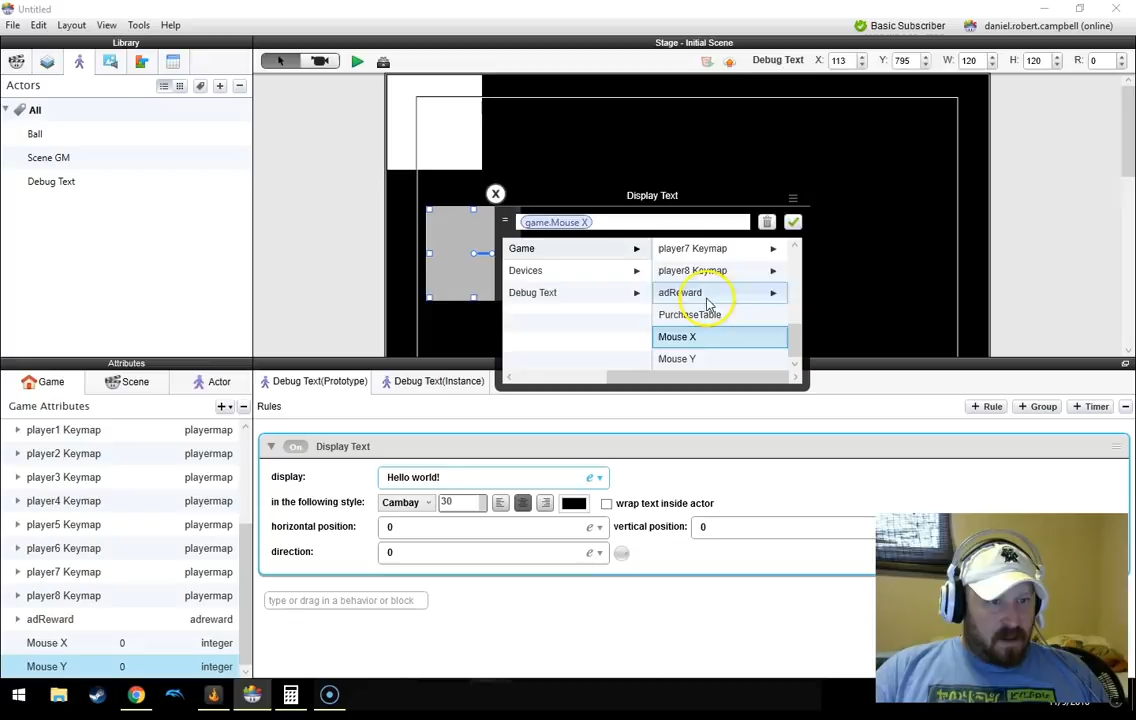 Untitled
File Edit Layout View Tools Help
Basic Subscriber daniel.robert.campbell (online)
Library
Stage - Initial Scene
Debug Text X: 113 Y: 795 W: 120 H: 120 R: 0
Actors
All
Ball
Scene GM
Debug Text
X
Display Text
= game.Mouse X
Game
Devices
Debug Text
player7 Keymap
player8 Keymap
adReward
PurchaseTable
Mouse X
Mouse Y
Attributes
Game Scene Actor
Debug Text(Prototype) Debug Text(Instance)
Game Attributes
Rules
+ Rule + Group + Timer
player1 Keymap playermap
player2 Keymap playermap
player3 Keymap playermap
player4 Keymap playermap
player5 Keymap playermap
player6 Keymap playermap
player7 Keymap playermap
player8 Keymap playermap
adReward adreward
Mouse X 0 integer
Mouse Y 0 integer
On Display Text
display: Hello world! e
in the following style: Cambay 30 wrap text inside actor
horizontal position: 0 e vertical position: 0
direction: 0 e
type or drag in a behavior or block